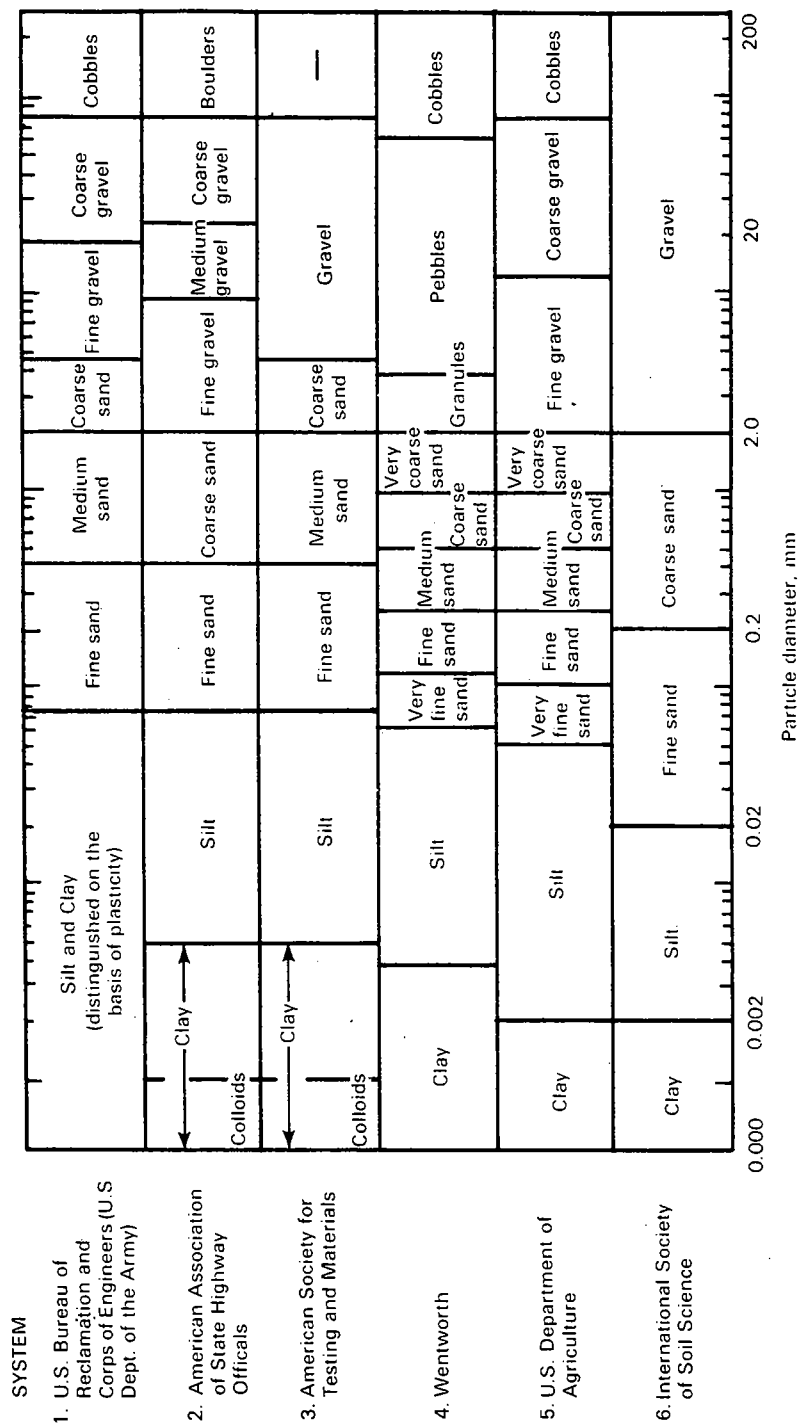 SYSTEM
1. U.S. Bureau of
Reclamation and
Corps of Engineers (U.S
Dept. of the Army)
Silt and Clay
(distinguished on the
basis of plasticity)
Fine sand
Medium
sand
Coarse
sand
Fine gravel
Coarse
gravel
Cobbles
2. American Association
of State Highway
Officals
Colloids
Clay
Silt
Fine sand
Coarse sand
Fine gravel
Medium
gravel
Coarse
gravel
Boulders
3. American Society for
Testing and Materials
Colloids
Clay
Silt
Fine sand
Medium
sand
Coarse
sand
Gravel
—
4. Wentworth
Clay
Silt
Very
fine
sand
Fine
sand
Medium
sand
Coarse
sand
Very
coarse
sand
Granules
Pebbles
Cobbles
5. U.S. Department of
Agriculture
Clay
Silt
Very
fine
sand
Fine
sand
Medium
sand
Coarse
sand
Very
coarse
sand
Fine gravel
Coarse gravel
Cobbles
6. International Society
of Soil Science
Clay
Silt
Fine sand
Coarse sand
Gravel
0.000 0.002 0.02 0.2 2.0 20 200
Particle diameter, mm